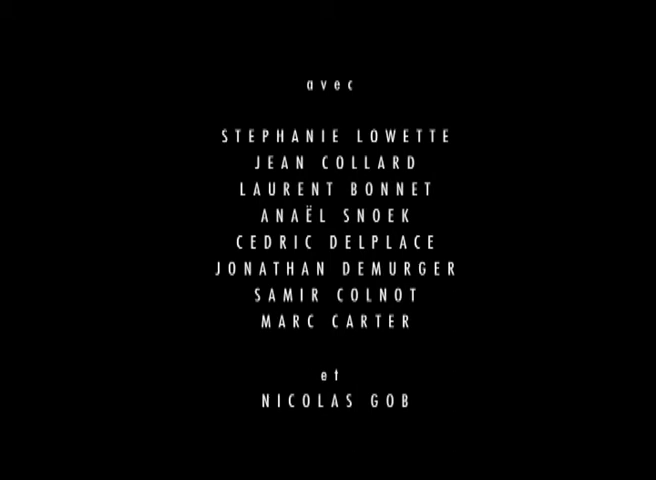 avec
STEPHANIE LOWETTE
JEAN COLLARD
LAURENT BONNET
ANAËL SNOEK
CEDRIC DELPLACE
JONATHAN DEMURGER
SAMIR COLNOT
MARC CARTER
et
NICOLAS GOB